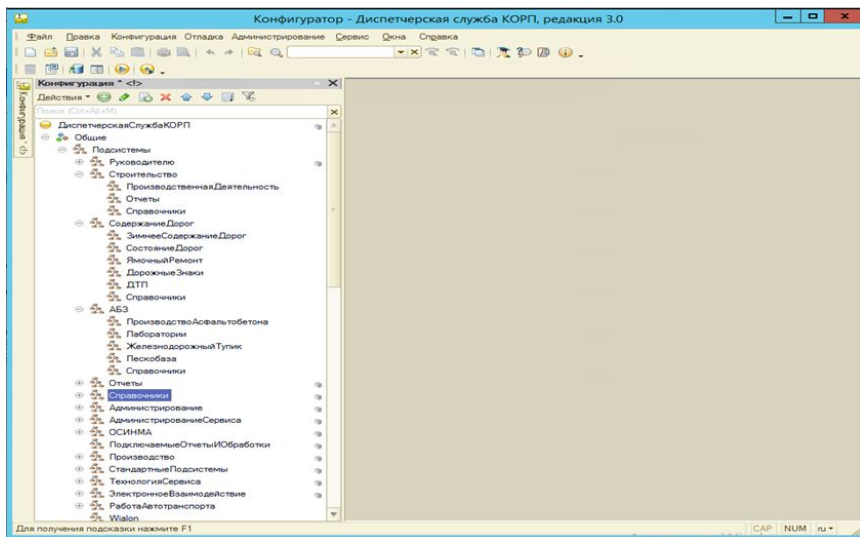 Конфигуратор - Диспетчерская служба КОРП, редакция 3.0
Файл Правка Конфигурация Отладка Администрирование Сервис Окна Справка
Конфигурация * <!>
Конфигурация * <!>
Действия
Поиск (Ctrl+Alt+M)
ДиспетчерскаяСлужбаКОРП
Общие
Подсистемы
Руководителю
Строительство
ПроизводственнаяДеятельность
Отчеты
Справочники
СодержаниеДорог
ЗимнееСодержаниеДорог
СостояниеДорог
ЯмочныйРемонт
ДорожныеЗнаки
ДТП
Справочники
АБЗ
ПроизводствоАсфальтобетона
Лаборатории
ЖелезнодорожныйТупик
Пескобаза
Справочники
Отчеты
Справочники
Администрирование
АдминистрированиеСервиса
ОСИНМА
ПодключаемыеОтчетыИОбработки
Производство
СтандартныеПодсистемы
ТехнологияСервиса
ЭлектронноеВзаимодействие
РаботаАвтотранспорта
Wialon
Для получения подсказки нажмите F1
CAP NUM ru